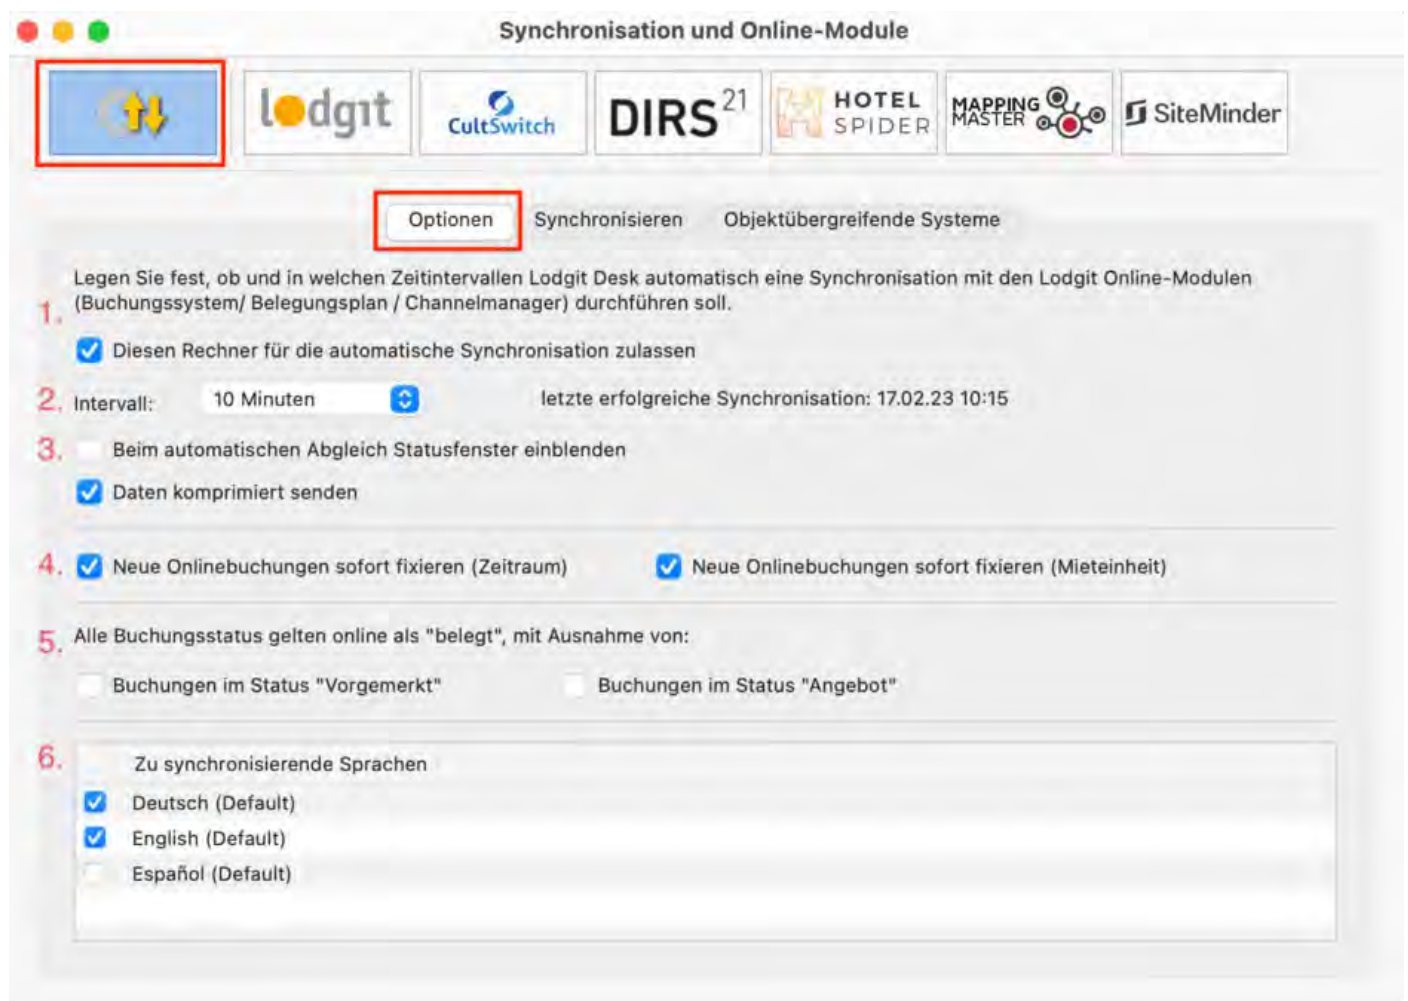 Synchronisation und Online-Module
lodgit
CultSwitch
DIRS21
HOTEL
SPIDER
MAPPING
MASTER
SiteMinder
Optionen Synchronisieren Objektübergreifende Systeme
Legen Sie fest, ob und in welchen Zeitintervallen Lodgit Desk automatisch eine Synchronisation mit den Lodgit Online-Modulen
1. (Buchungssystem/ Belegungsplan / Channelmanager) durchführen soll.
Diesen Rechner für die automatische Synchronisation zulassen
2. Intervall: 10 Minuten letzte erfolgreiche Synchronisation: 17.02.23 10:15
3. Beim automatischen Abgleich Statusfenster einblenden
Daten komprimiert senden
4. Neue Onlinebuchungen sofort fixieren (Zeitraum) Neue Onlinebuchungen sofort fixieren (Mieteinheit)
5. Alle Buchungsstatus gelten online als "belegt", mit Ausnahme von:
Buchungen im Status "Vorgemerkt" Buchungen im Status "Angebot"
6. Zu synchronisierende Sprachen
Deutsch (Default)
English (Default)
Español (Default)